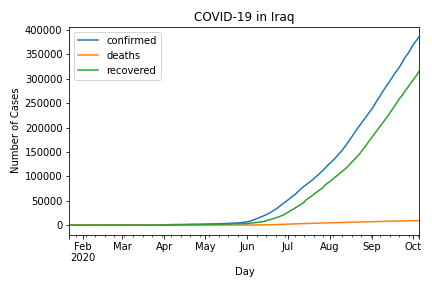 COVID-19 in Iraq
400000
350000
300000
250000
200000
150000
100000
50000
0
Number of Cases
confirmed
deaths
recovered
Feb Mar Apr May Jun Jul Aug Sep Oct
2020
Day